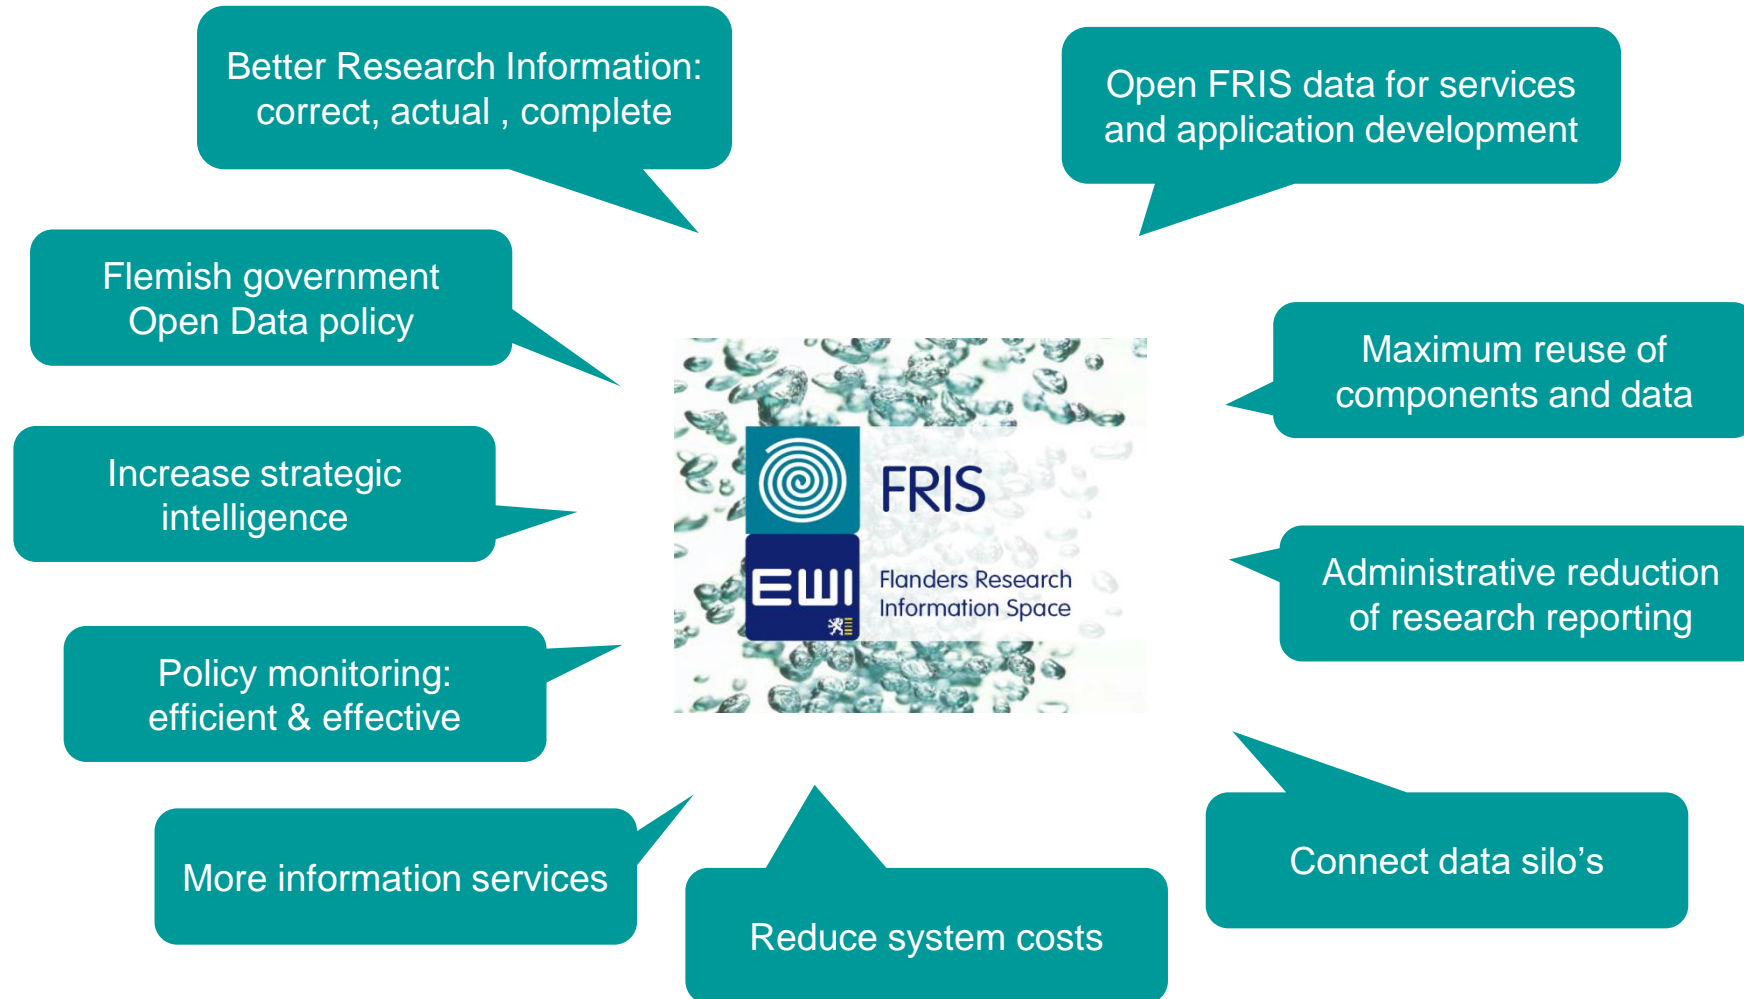 Better Research Information:
correct, actual , complete
Open FRIS data for services
and application development
Flemish government
Open Data policy
Maximum reuse of
components and data
Increase strategic
intelligence
FRIS
EWI
Flanders Research
Information Space
Administrative reduction
of research reporting
Policy monitoring:
efficient & effective
More information services
Connect data silo’s
Reduce system costs